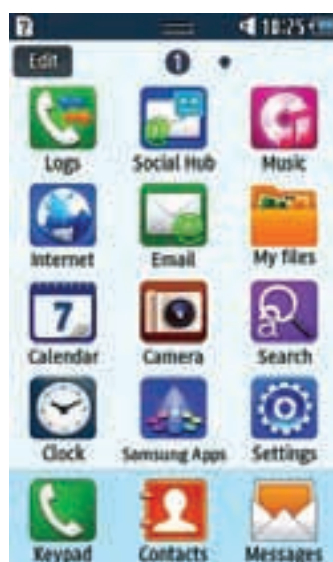 ? 18:25
Edit 1
Logs Social Hub Music
Internet Email My files
7
Calendar Camera Search
Clock Samsung Apps Settings
Keypad Contacts Messages